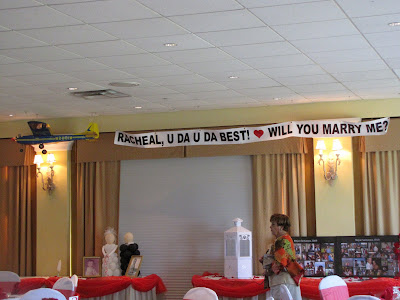 RACHEAL, U DA U DA BEST! ♥ WILL YOU MARRY ME?